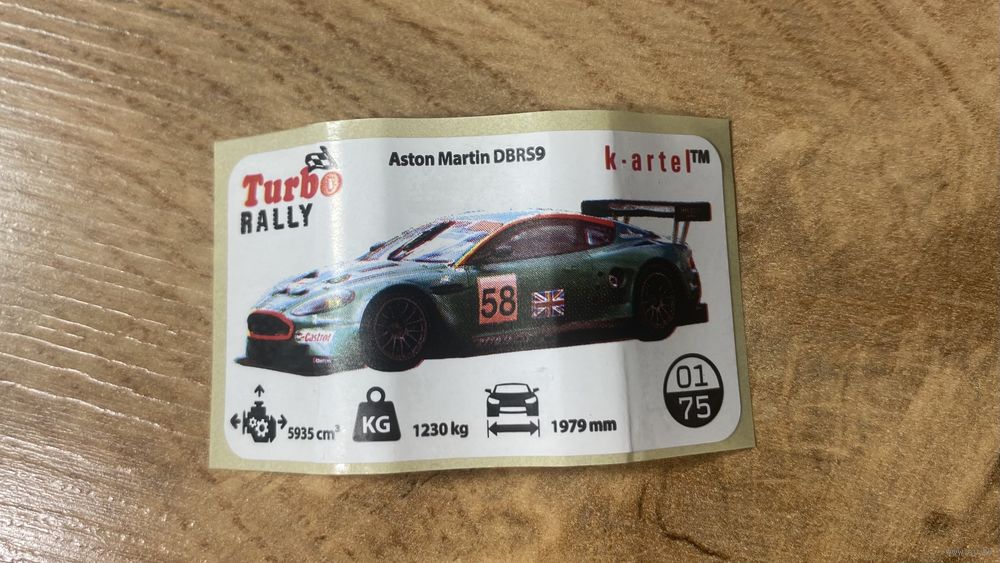 Aston Martin DBRS9
k-artel™
Turbo
RALLY
58
Castrol
5935 cm³
KG
1230 kg
1979 mm
01
75